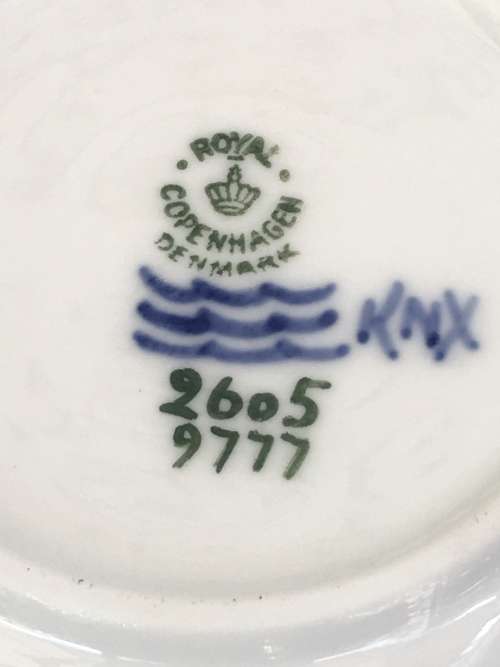 ROYAL
COPENHAGEN
DENMARK
KNX
2605
9777